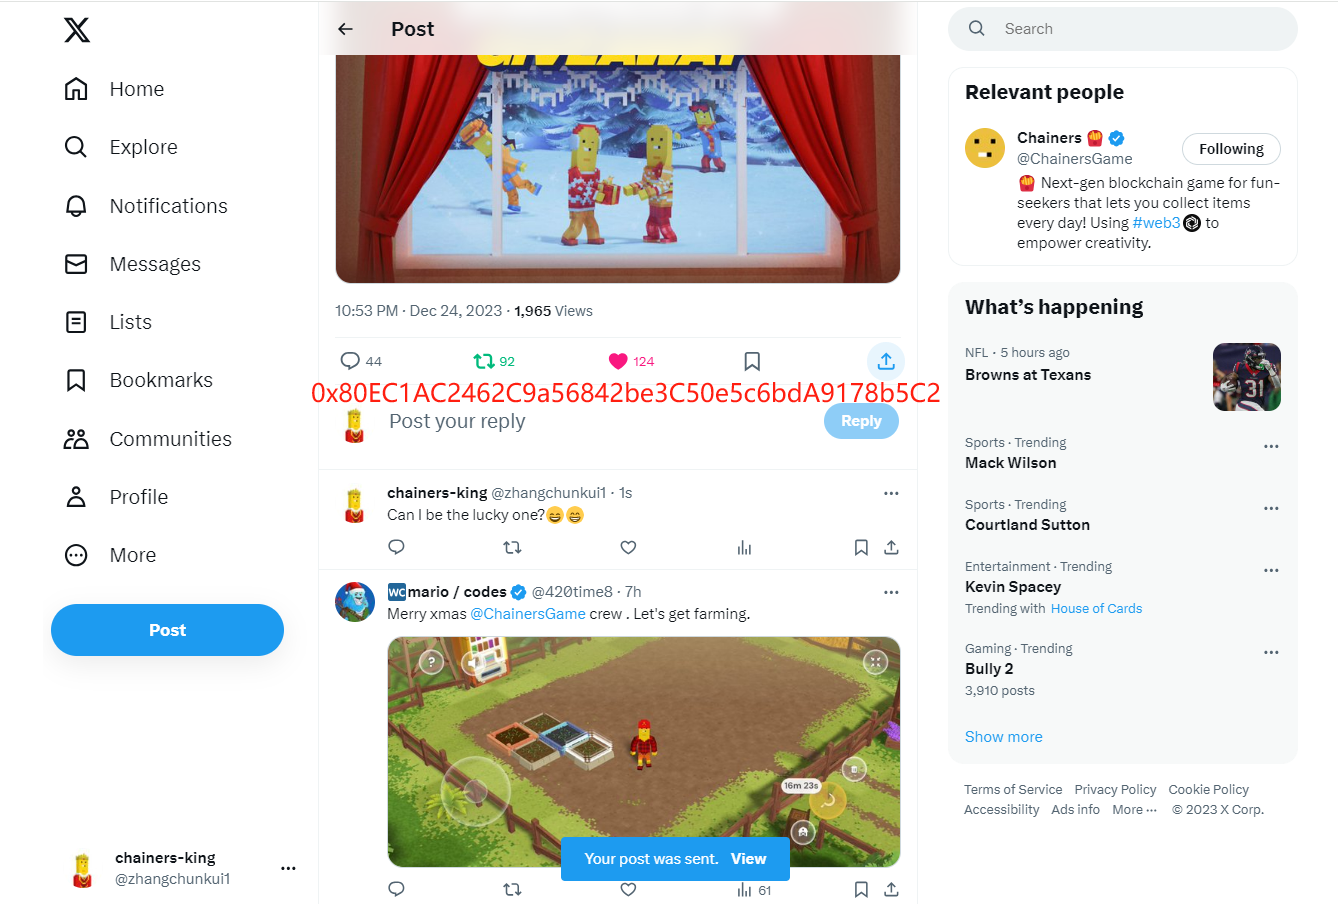 Post
GIVEAWAY
10:53 PM · Dec 24, 2023 · 1,965 Views
44 92 124
0x80EC1AC2462C9a56842be3C50e5c6bdA9178b5C2
Post your reply
Reply
chainers-king @zhangchunkui1 · 1s
Can I be the lucky one?😄😄
WC mario / codes @420time8 · 7h
Merry xmas @ChainersGame crew . Let's get farming.
?
16m 23s
Your post was sent. View
61
Home
Explore
Notifications
Messages
Lists
Bookmarks
Communities
Profile
More
Post
chainers-king
@zhangchunkui1
Search
Relevant people
Chainers 🍟
@ChainersGame
Following
🍟 Next-gen blockchain game for fun-
seekers that lets you collect items
every day! Using #web3 to
empower creativity.
What's happening
NFL · 5 hours ago
Browns at Texans
31
Sports · Trending
Mack Wilson
Sports · Trending
Courtland Sutton
Entertainment · Trending
Kevin Spacey
Trending with House of Cards
Gaming · Trending
Bully 2
3,910 posts
Show more
Terms of Service Privacy Policy Cookie Policy
Accessibility Ads info More ··· © 2023 X Corp.